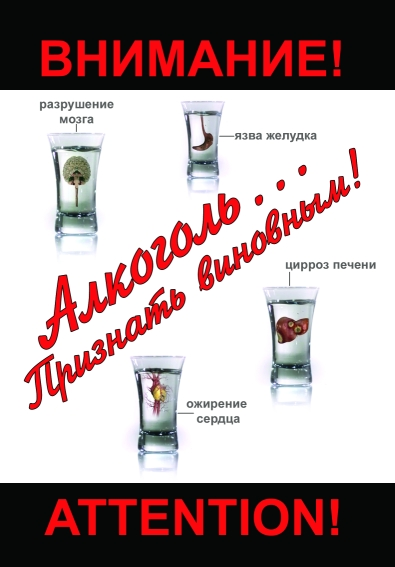 ВНИМАНИЕ!
разрушение
мозга
язва желудка
Алкоголь . . .
Признать виновным!
цирроз печени
ожирение
сердца
ATTENTION!